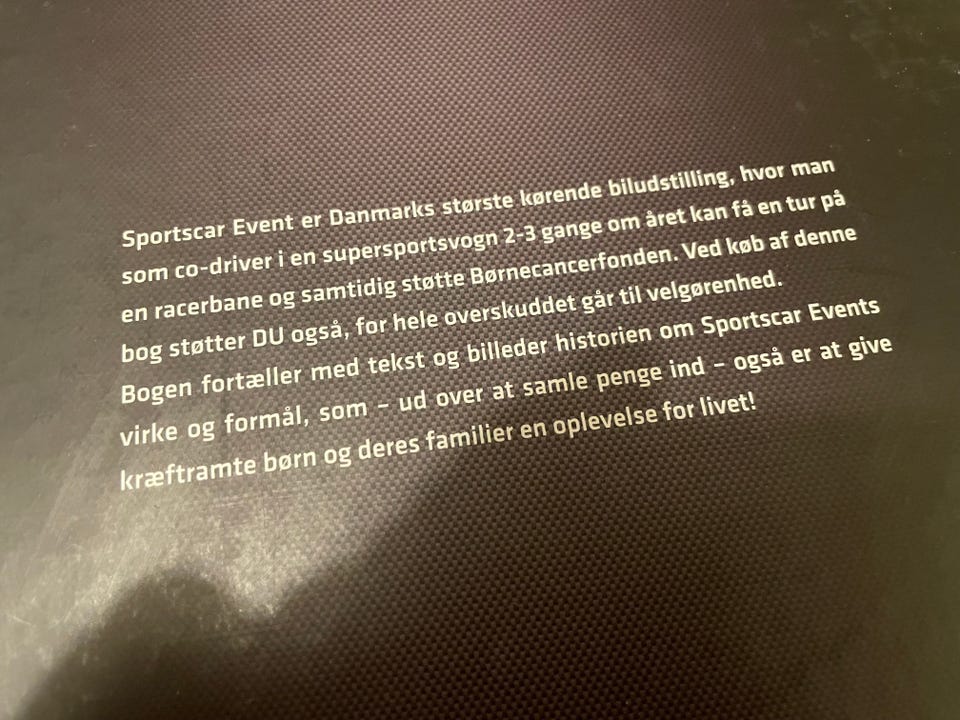 Sportscar Event er Danmarks største kørende biludstilling, hvor man
som co-driver i en supersportsvogn 2-3 gange om året kan få en tur på
en racerbane og samtidig støtte Børnecancerfonden. Ved køb af denne
bog støtter DU også, for hele overskuddet går til velgørenhed.
Bogen fortæller med tekst og billeder historien om Sportscar Events
virke og formål, som – ud over at samle penge ind – også er at give
kræftramte børn og deres familier en oplevelse for livet!